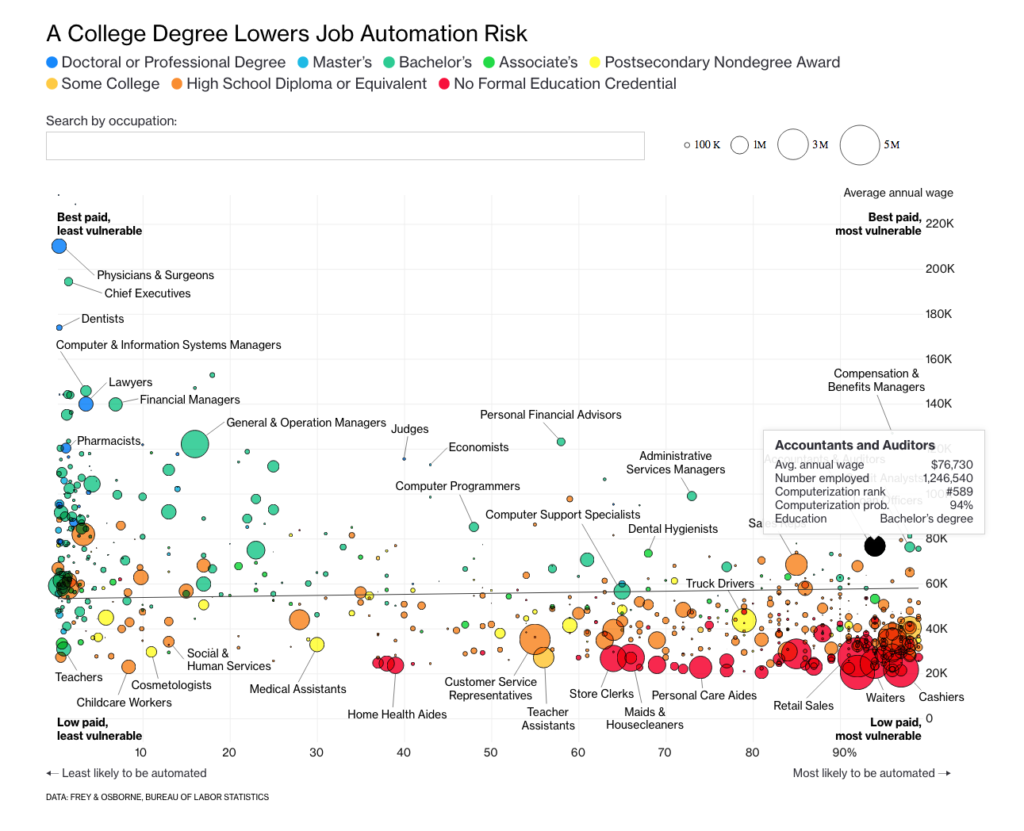 A College Degree Lowers Job Automation Risk
Doctoral or Professional Degree Master's Bachelor's Associate's Postsecondary Nondegree Award
Some College High School Diploma or Equivalent No Formal Education Credential
Search by occupation:
100 K 1M 3 M 5 M
Average annual wage
Best paid,
least vulnerable
Best paid,
most vulnerable
220K
Physicians & Surgeons
200K
Chief Executives
Dentists
180K
Computer & Information Systems Managers
160K
Compensation &
Benefits Managers
Lawyers
Financial Managers
140K
General & Operation Managers
Personal Financial Advisors
Judges
Pharmacists
Economists
Accountants and Auditors
Avg. annual wage $76,730
Number employed 1,246,540
Computerization rank #589
Computerization prob. 94%
Education Bachelor's degree
Administrative
Services Managers
Computer Programmers
Computer Support Specialists
Dental Hygienists
80K
Truck Drivers
60K
40K
Social &
Human Services
20K
Teachers
Childcare Workers
Cosmetologists
Medical Assistants
Customer Service
Representatives
Store Clerks
Personal Care Aides
Retail Sales
Waiters
Cashiers
Home Health Aides
Teacher
Assistants
Maids &
Housecleaners
0
Low paid,
least vulnerable
Low paid,
most vulnerable
10 20 30 40 50 60 70 80 90%
← Least likely to be automated
Most likely to be automated →
DATA: FREY & OSBORNE, BUREAU OF LABOR STATISTICS